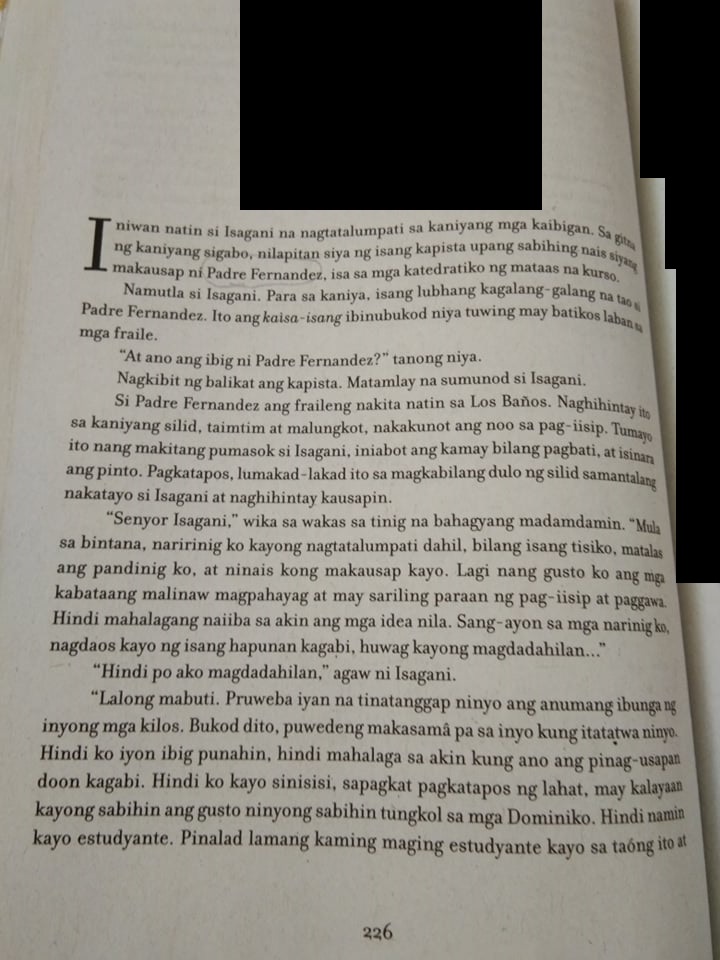 Iniwan natin si Isagani na nagtatalumpati sa kaniyang mga kaibigan. Sa gitna
ng kaniyang sigabo, nilapitan siya ng isang kapista upang sabihing nais siyang
makausap ni Padre Fernandez, isa sa mga katedratiko ng mataas na kurso.
Namutla si Isagani. Para sa kaniya, isang lubhang kagalang-galang na tao si
Padre Fernandez. Ito ang kaisa-isang ibinubukod niya tuwing may batikos laban sa
mga fraile.
“At ano ang ibig ni Padre Fernandez?” tanong niya.
Nagkibit ng balikat ang kapista. Matamlay na sumunod si Isagani.
Si Padre Fernandez ang fraileng nakita natin sa Los Baños. Naghihintay ito
sa kaniyang silid, taimtim at malungkot, nakakunot ang noo sa pag-iisip. Tumayo
ito nang makitang pumasok si Isagani, iniabot ang kamay bilang pagbati, at isinara
ang pinto. Pagkatapos, lumakad-lakad ito sa magkabilang dulo ng silid samantalang
nakatayo si Isagani at naghihintay kausapin.
“Senyor Isagani,” wika sa wakas sa tinig na bahagyang madamdamin. “Mula
sa bintana, naririnig ko kayong nagtatalumpati dahil, bilang isang tisiko, matalas
ang pandinig ko, at ninais kong makausap kayo. Lagi nang gusto ko ang mga
kabataang malinaw magpahayag at may sariling paraan ng pag-iisip at paggawa.
Hindi mahalagang naiiba sa akin ang mga idea nila. Sang-ayon sa mga narinig ko,
nagdaos kayo ng isang hapunan kagabi, huwag kayong magdadahilan...”
“Hindi po ako magdadahilan,” agaw ni Isagani.
“Lalong mabuti. Pruweba iyan na tinatanggap ninyo ang anumang ibunga ng
inyong mga kilos. Bukod dito, puwedeng makasamâ pa sa inyo kung itatatwa ninyo.
Hindi ko iyon ibig punahin, hindi mahalaga sa akin kung ano ang pinag-usapan
doon kagabi. Hindi ko kayo sinisisi, sapagkat pagkatapos ng lahat, may kalayaan
kayong sabihin ang gusto ninyong sabihin tungkol sa mga Dominiko. Hindi namin
kayo estudyante. Pinalad lamang kaming maging estudyante kayo sa taóng ito at
226